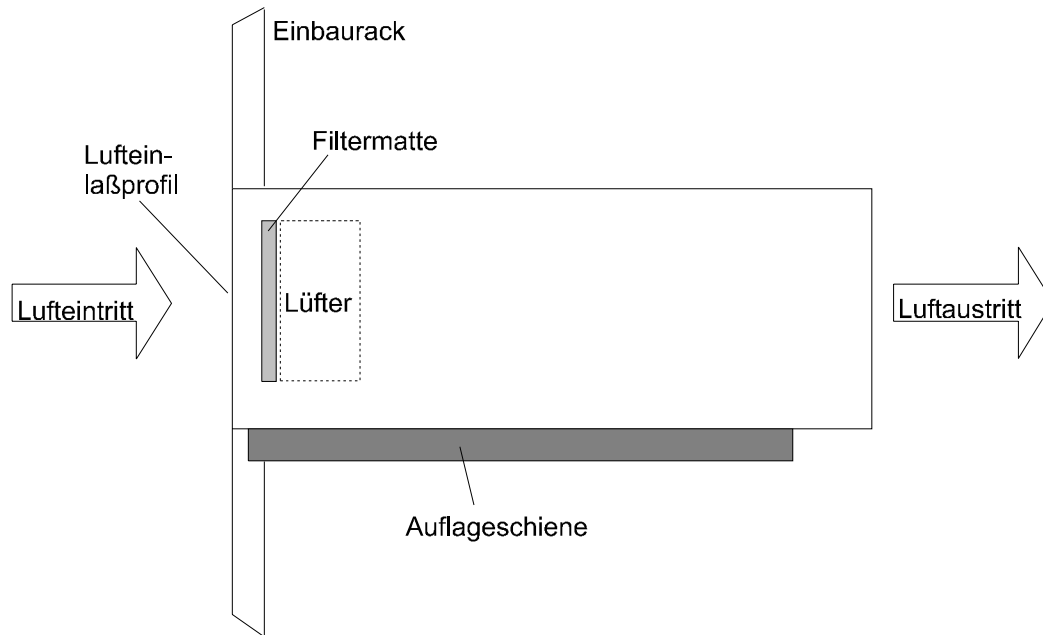 Einbaurack
Filtermatte
Luftein-
laßprofil
Lufteintritt
Lüfter
Luftaustritt
Auflageschiene